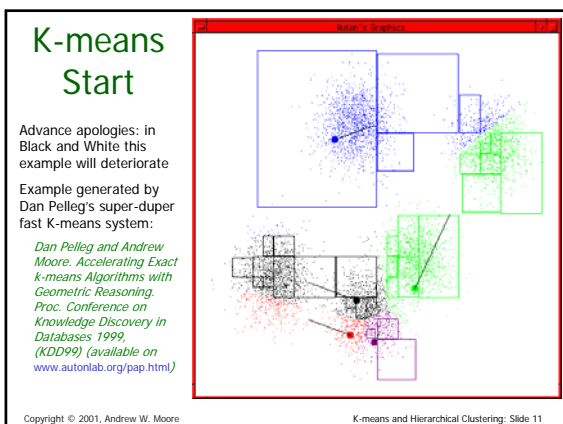 K-means
Start
Advance apologies: in
Black and White this
example will deteriorate
Example generated by
Dan Pelleg's super-duper
fast K-means system:
Dan Pelleg and Andrew
Moore. Accelerating Exact
k-means Algorithms with
Geometric Reasoning.
Proc. Conference on
Knowledge Discovery in
Databases 1999,
(KDD99) (available on
www.autonlab.org/pap.html)
Auton's Graphics
Copyright © 2001, Andrew W. Moore
K-means and Hierarchical Clustering: Slide 11